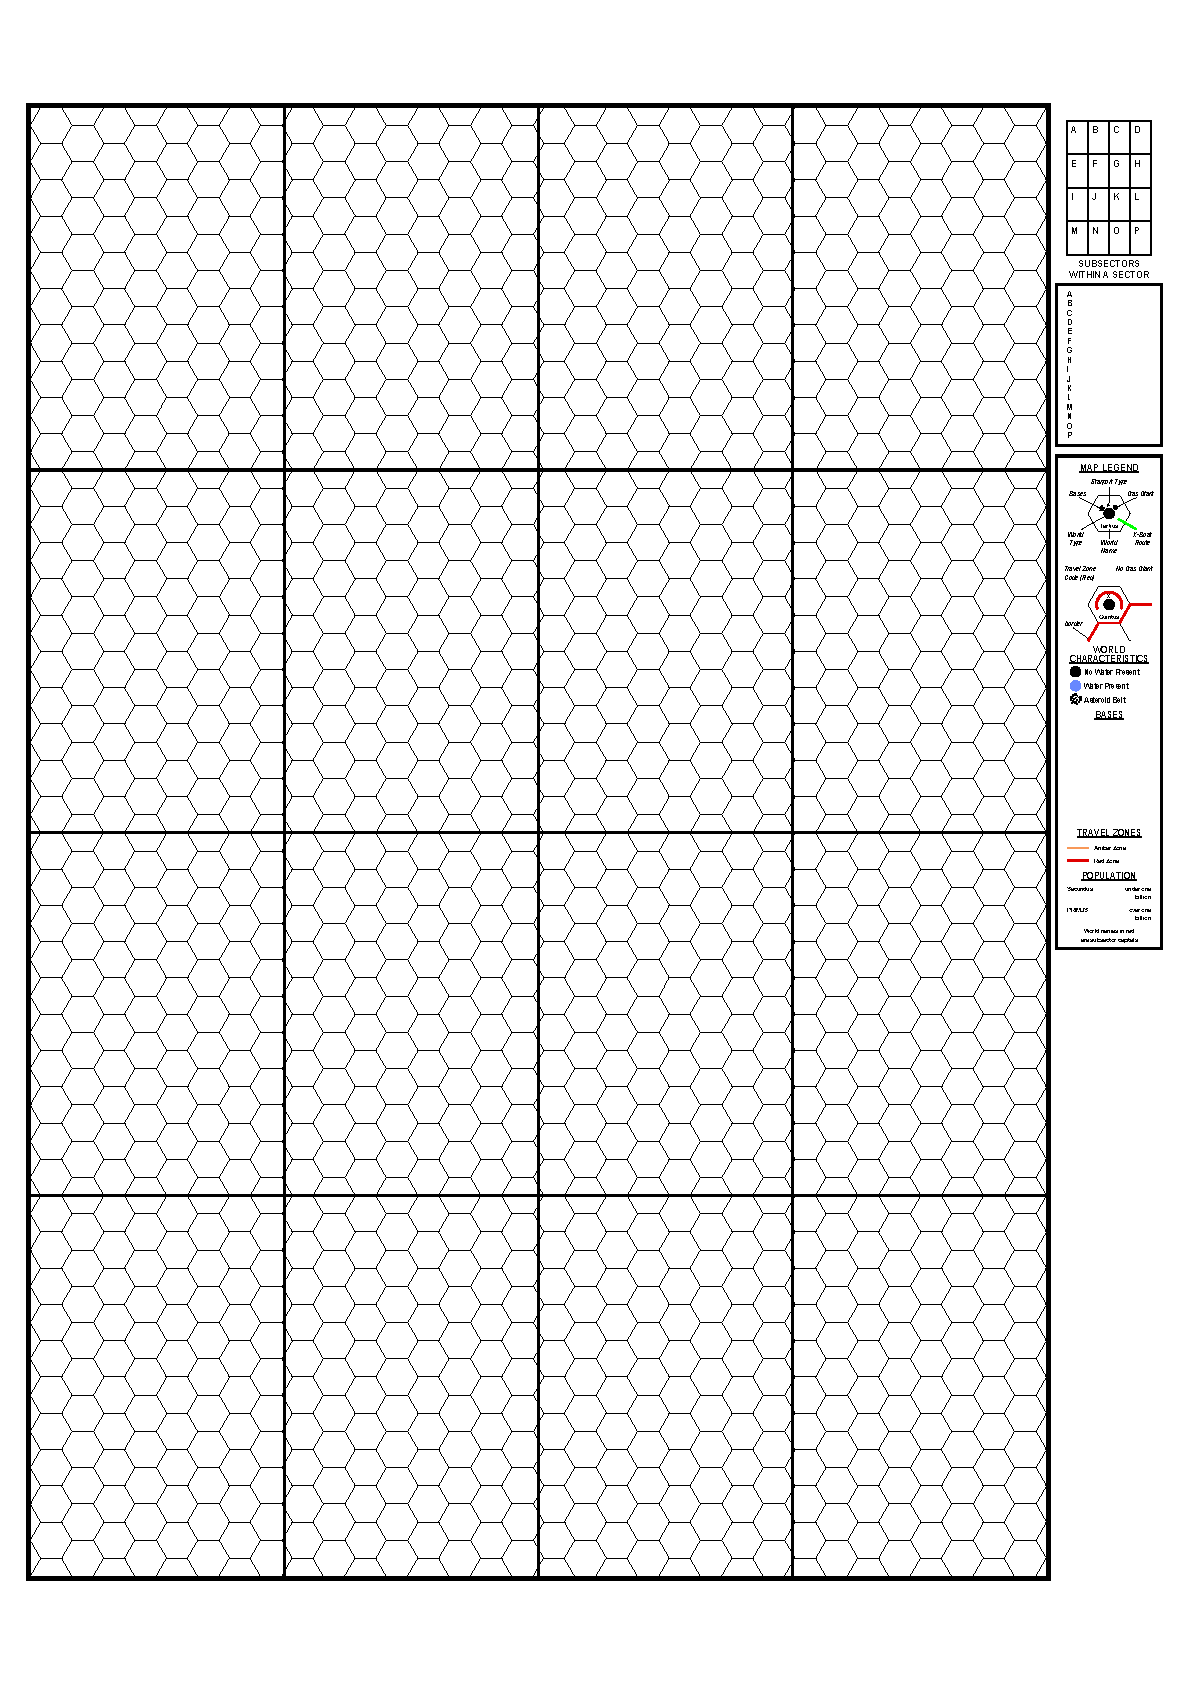 A B C D
E F G H
I J K L
M N O P
SUBSECTORS
WITHIN A SECTOR
A
B
C
D
E
F
G
H
I
J
K
L
M
N
O
P
MAP LEGEND
Starport Type
Bases Gas Giant
World X-Boat
Type World Route
Name
Travel Zone No Gas Giant
Code (Red)
Border
WORLD
CHARACTERISTICS
No Water Present
Water Present
Asteroid Belt
BASES
TRAVEL ZONES
Amber Zone
Red Zone
POPULATION
Secundus under one
billion
PRIMUS over one
billion
World names in red
are subsector capitals